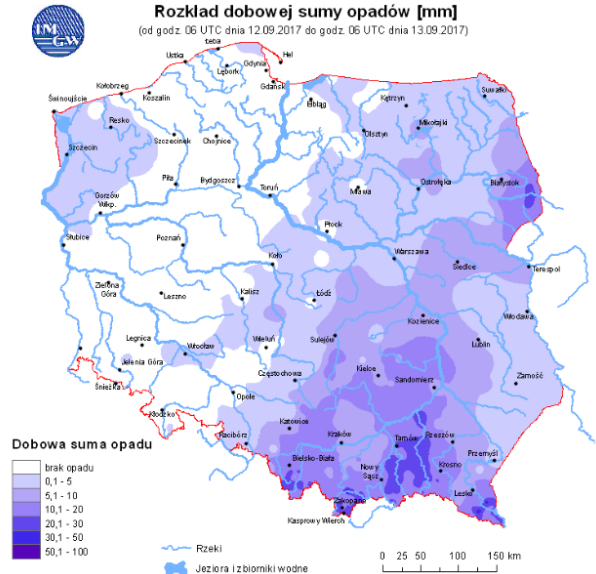 IM
GW
Rozkład dobowej sumy opadów [mm]
(od godz. 06 UTC dnia 12.09.2017 do godz. 06 UTC dnia 13.09.2017)
Łeba
Hel
Ustka
Gdynia
Lębork
Gdańsk
Kołobrzeg
Koszalin
Świnoujście
Resko
Elbląg
Kętrzyn
Suwałki
Olsztyn
Mikołajki
Szczecinek
Chojnice
Szczecin
Piła
Bydgoszcz
Toruń
Mława
Ostrołęka
Białystok
Gorzów
Wlkp.
Płock
Słubice
Poznań
Koło
Warszawa
Siedlce
Terespol
Zielona
Góra
Leszno
Kalisz
Łódź
Kozienice
Włodawa
Legnica
Wrocław
Wieluń
Sulejów
Lublin
Jelenia Góra
Śnieżka
Częstochowa
Kielce
Sandomierz
Zamość
Opole
Kłodzko
Katowice
Racibórz
Kraków
Tarnów
Rzeszów
Przemyśl
Bielsko-Biała
Nowy
Sącz
Krosno
Lesko
Zakopane
Kasprowy Wierch
Dobowa suma opadu
brak opadu
0,1 - 5
5,1 - 10
10,1 - 20
20,1 - 30
30,1 - 50
50,1 - 100
Rzeki
Jeziora i zbiorniki wodne
0 25 50 100 150 km